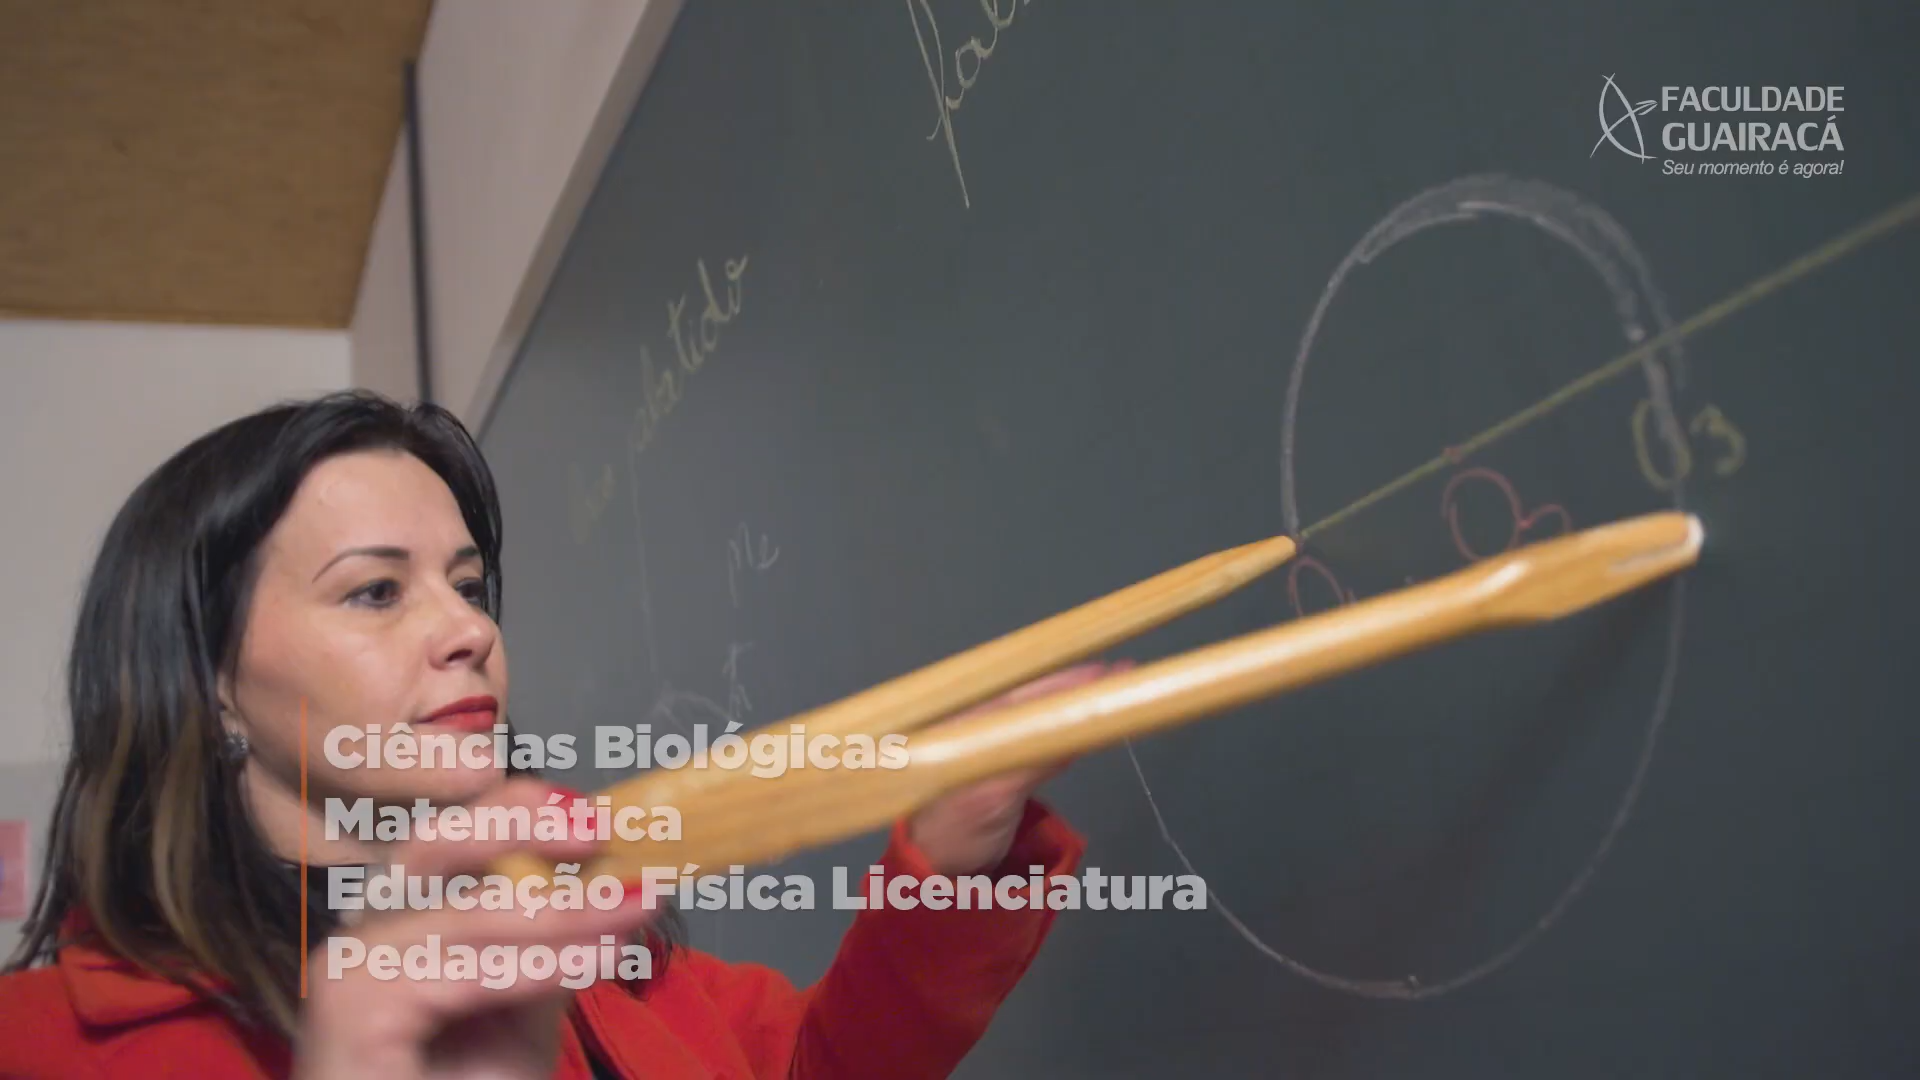 FACULDADE
GUAIRACÁ
Seu momento é agora!
Ciências Biológicas
Matemática
Educação Física Licenciatura
Pedagogia